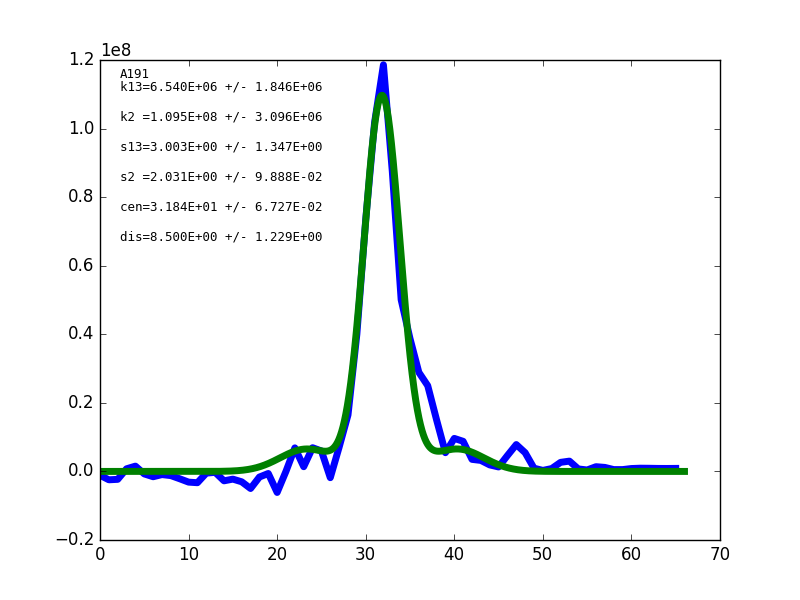 1e8
A191
k13=6.540E+06 +/- 1.846E+06
k2 =1.095E+08 +/- 3.096E+06
s13=3.003E+00 +/- 1.347E+00
s2 =2.031E+00 +/- 9.888E-02
cen=3.184E+01 +/- 6.727E-02
dis=8.500E+00 +/- 1.229E+00
1.2
1.0
0.8
0.6
0.4
0.2
0.0
−0.2
0 10 20 30 40 50 60 70